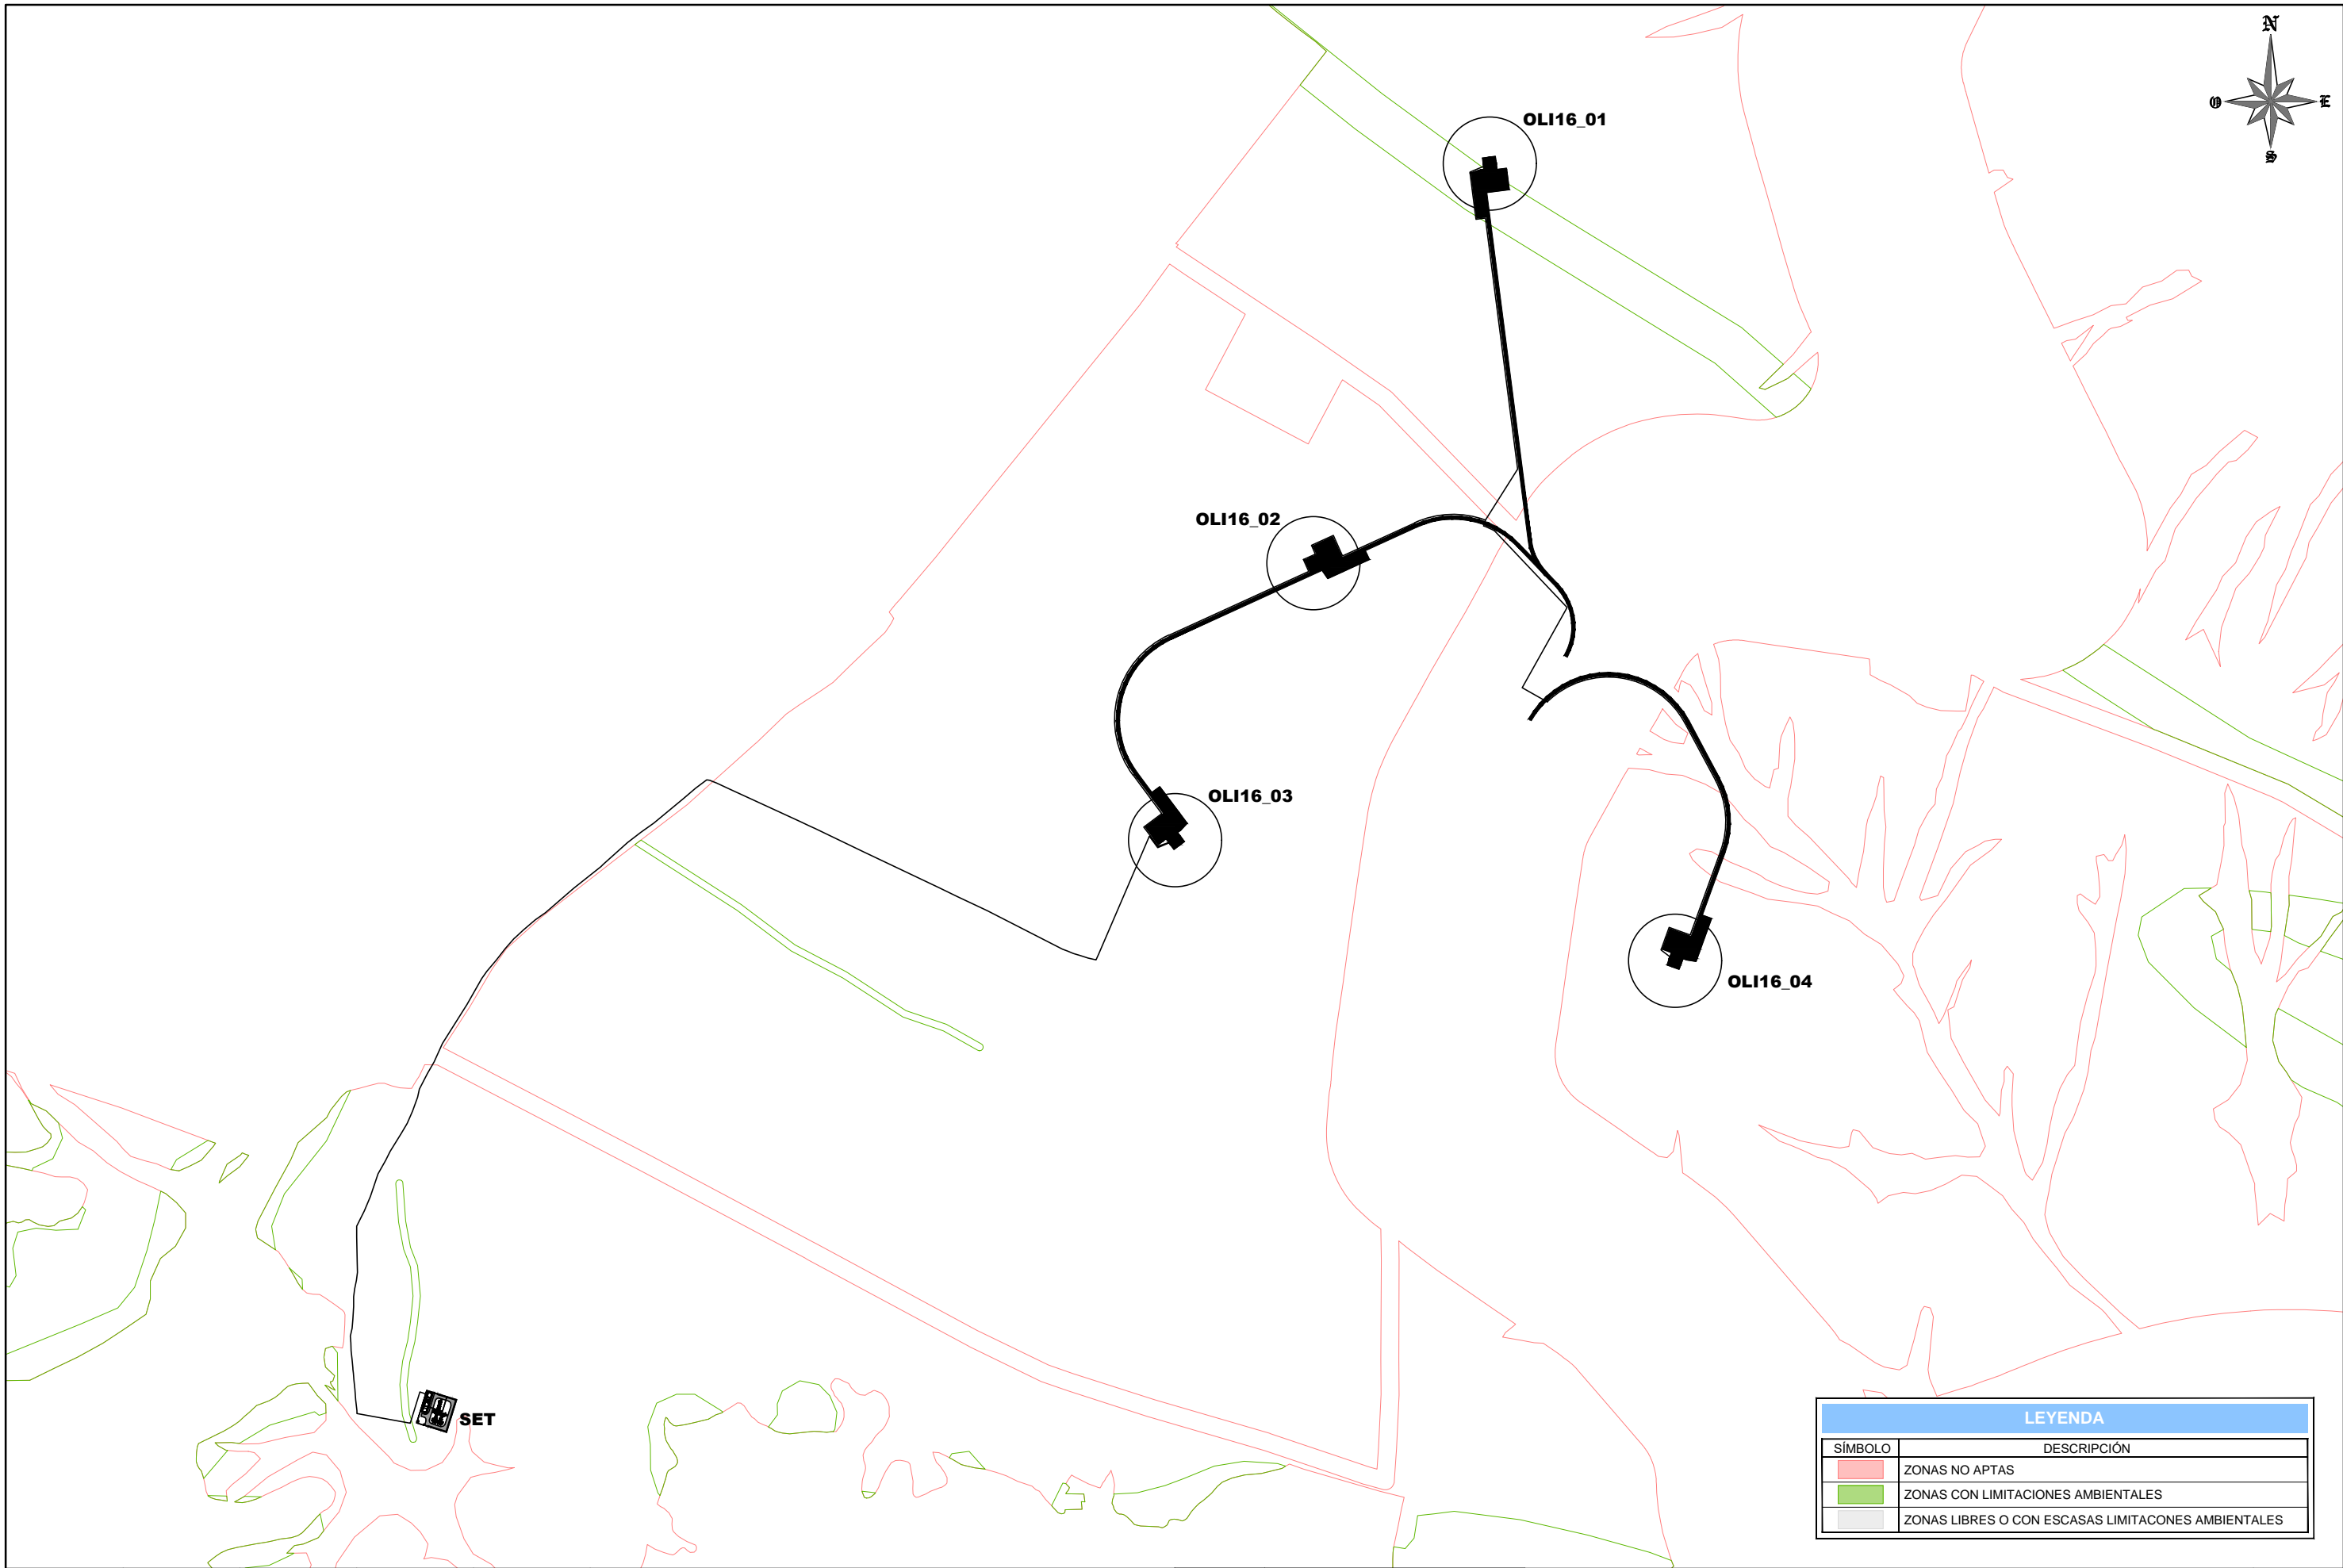 N
O E
S
OLI16_01
OLI16_02
OLI16_03
OLI16_04
SET
LEYENDA
SÍMBOLO DESCRIPCIÓN
ZONAS NO APTAS
ZONAS CON LIMITACIONES AMBIENTALES
ZONAS LIBRES O CON ESCASAS LIMITACONES AMBIENTALES